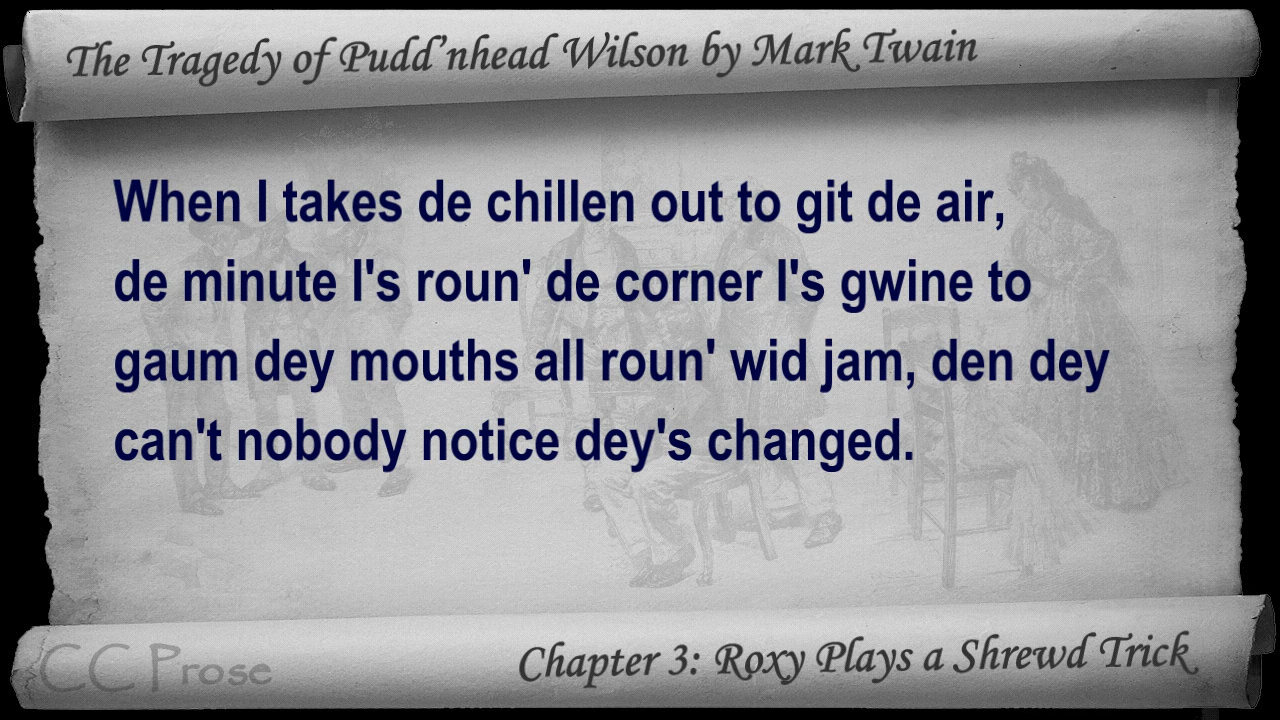 The Tragedy of Pudd'nhead Wilson by Mark Twain
When I takes de chillen out to git de air,
de minute I's roun' de corner I's gwine to
gaum dey mouths all roun' wid jam, den dey
can't nobody notice dey's changed.
CC Prose
Chapter 3: Roxy Plays a Shrewd Trick